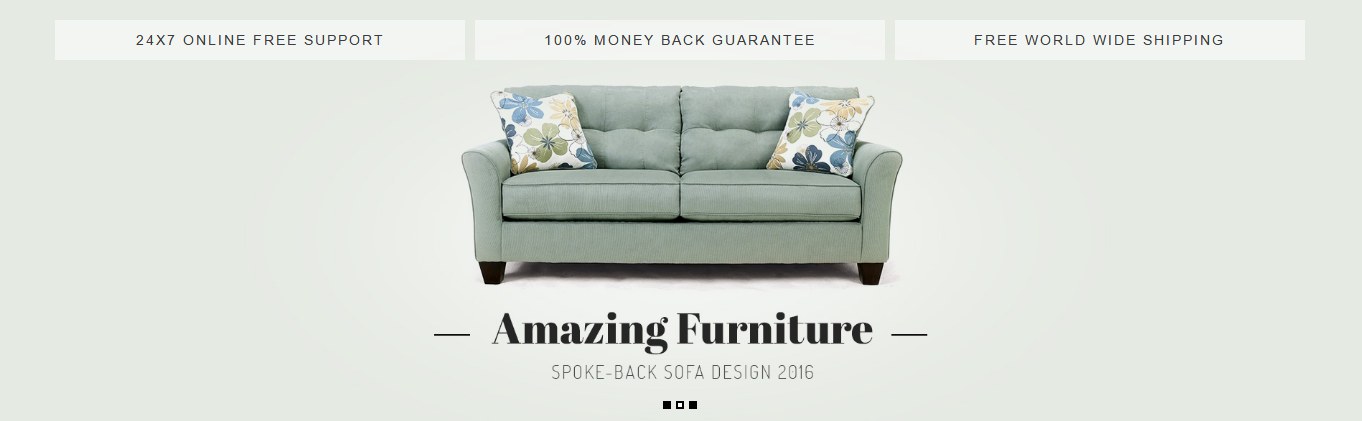 24X7 ONLINE FREE SUPPORT
100% MONEY BACK GUARANTEE
FREE WORLD WIDE SHIPPING
Amazing Furniture
SPOKE-BACK SOFA DESIGN 2016